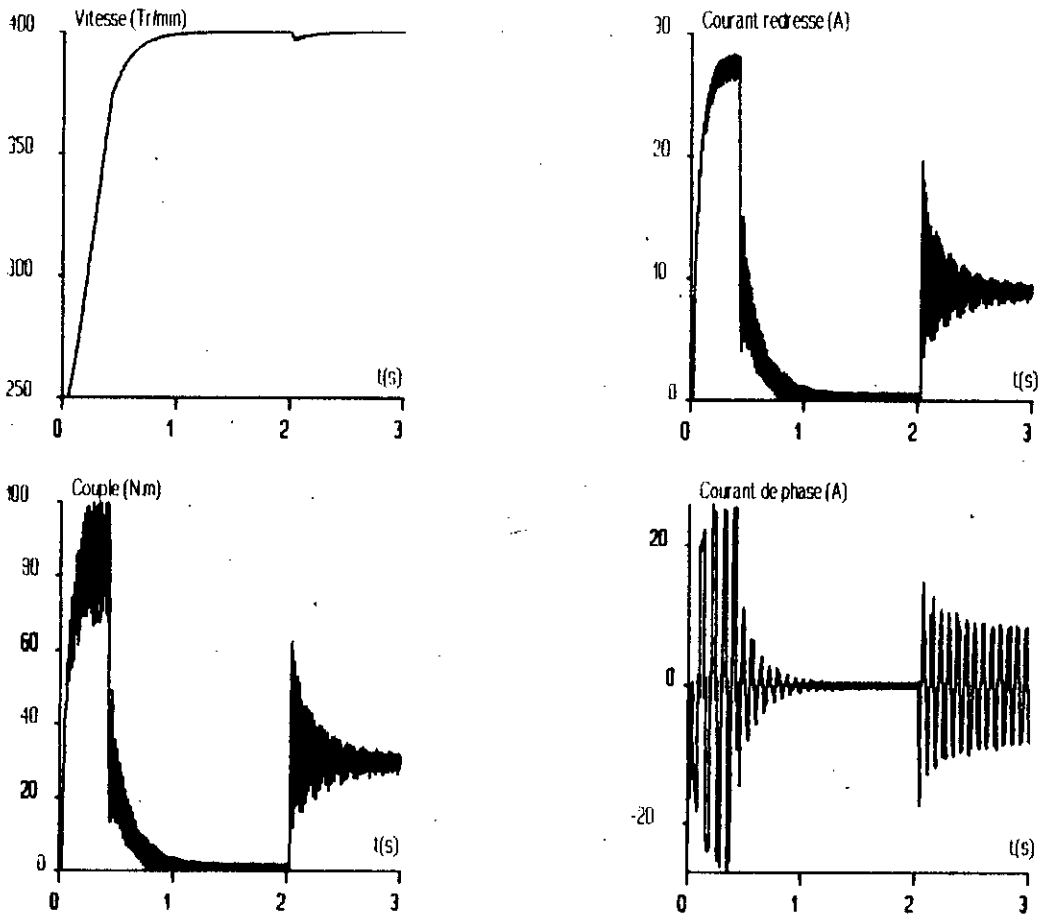 400
Vitesse (Tr/min)
350
300
250
t(s)
0 1 2 3
Courant redresse (A)
30
20
10
0
t(s)
0 1 2 3
100
Couple (N.m)
80
60
40
20
0
t(s)
0 1 2 3
Courant de phase (A)
20
0
-20
t(s)
0 1 2 3